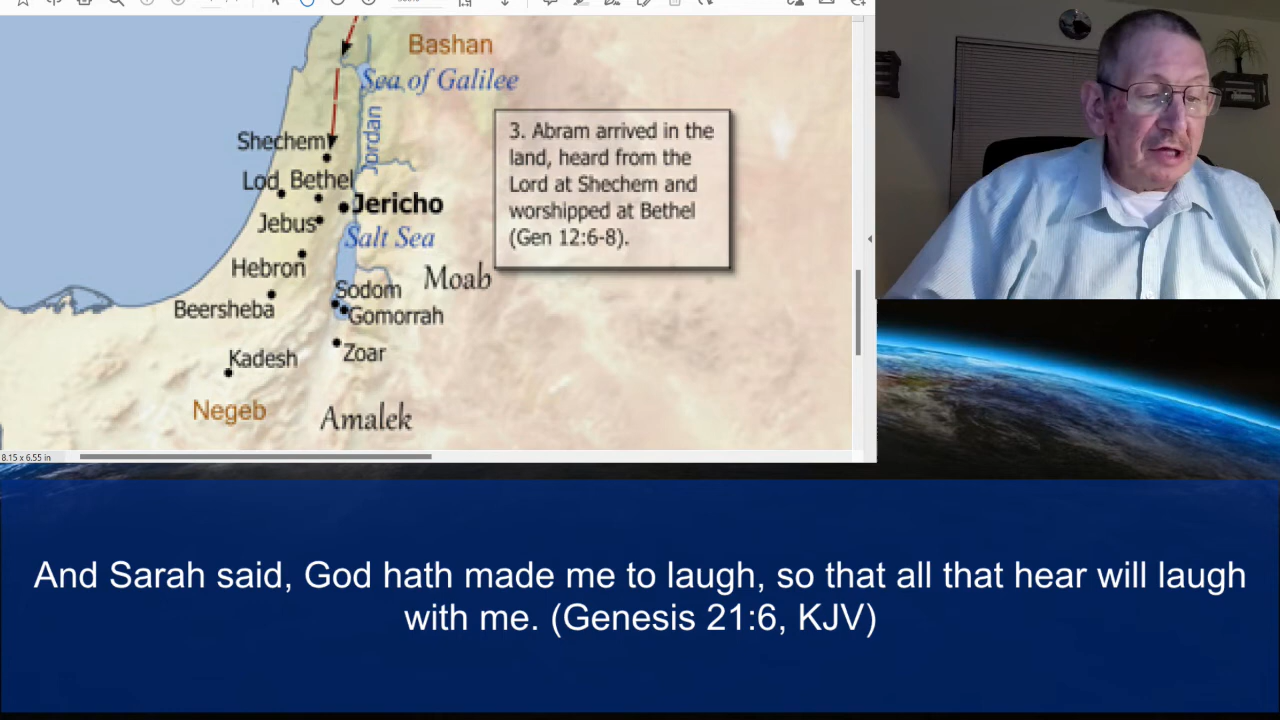 Bashan
Sea of Galilee
Jordan
3. Abram arrived in the
land, heard from the
Lord at Shechem and
worshipped at Bethel
(Gen 12:6-8).
Shechem
Lod
Bethel
Jericho
Jebus
Salt Sea
Hebron
Moab
Sodom
Beersheba
Gomorrah
Zoar
Kadesh
Negeb
Amalek
8.15 x 6.55 in
And Sarah said, God hath made me to laugh, so that all that hear will laugh
with me. (Genesis 21:6, KJV)